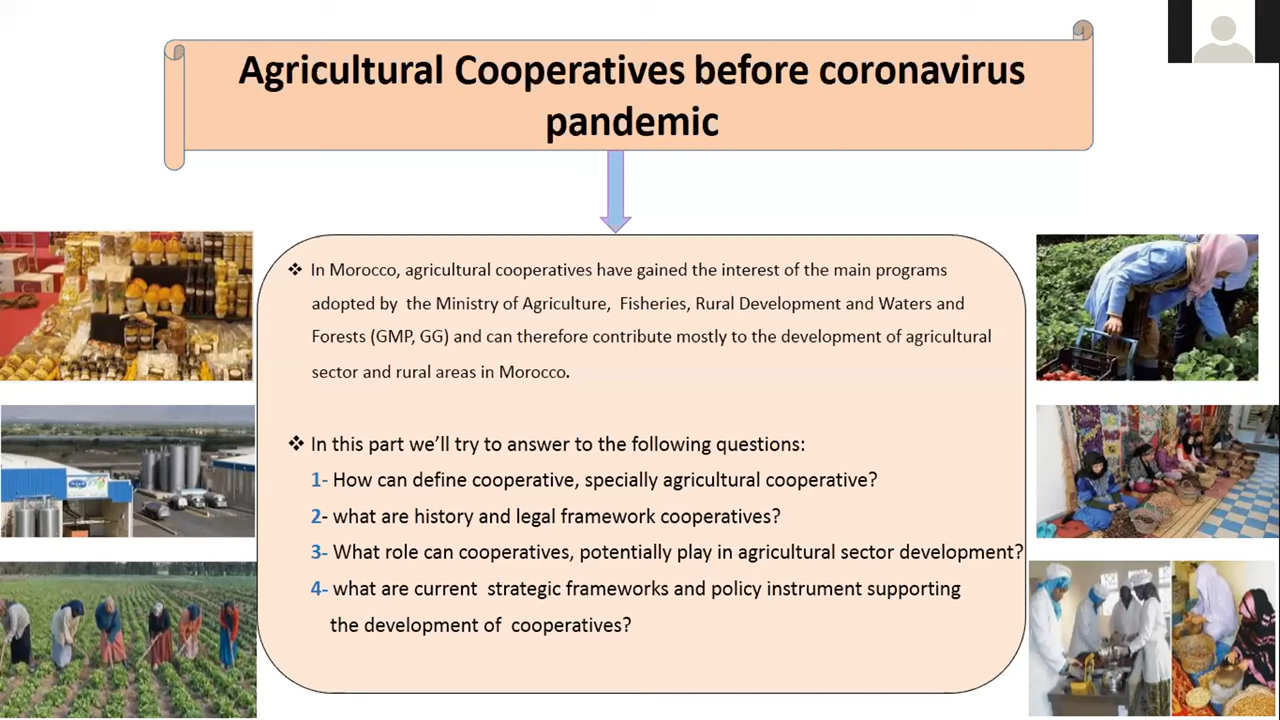 Agricultural Cooperatives before coronavirus
pandemic
❖ In Morocco, agricultural cooperatives have gained the interest of the main programs
adopted by the Ministry of Agriculture, Fisheries, Rural Development and Waters and
Forests (GMP, GG) and can therefore contribute mostly to the development of agricultural
sector and rural areas in Morocco.
❖ In this part we'll try to answer to the following questions:
1- How can define cooperative, specially agricultural cooperative?
2- what are history and legal framework cooperatives?
3- What role can cooperatives, potentially play in agricultural sector development?
4- what are current strategic frameworks and policy instrument supporting
the development of cooperatives?